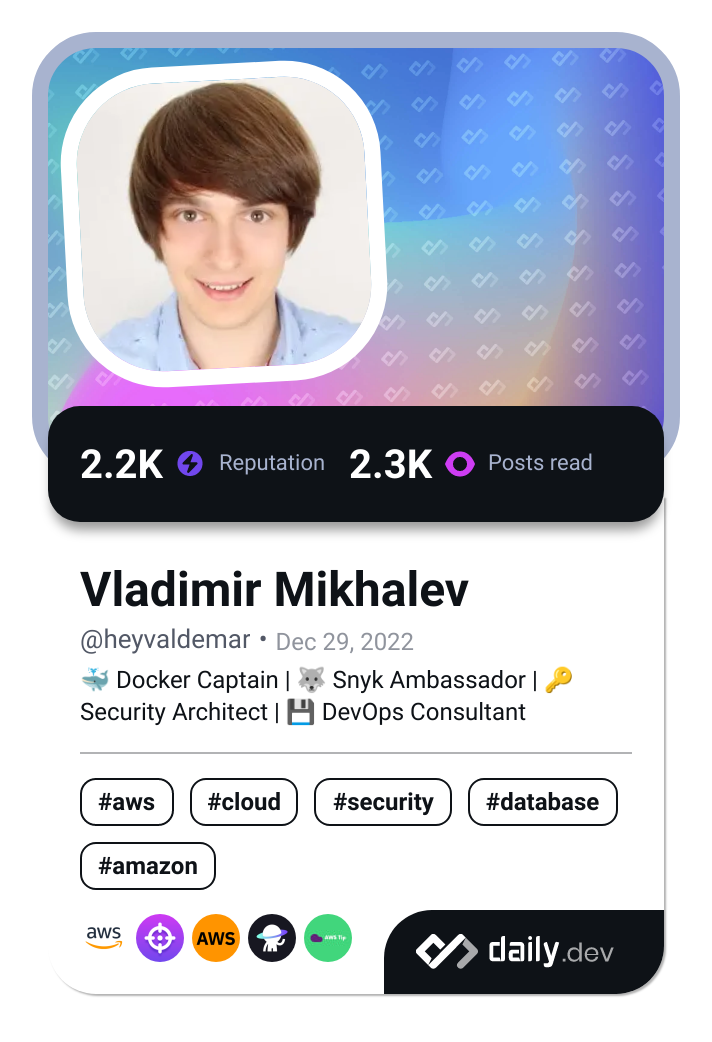 2.2K Reputation 2.3K Posts read
Vladimir Mikhalev
@heyvaldemar • Dec 29, 2022
🐳 Docker Captain | 🐺 Snyk Ambassador | 🔑
Security Architect | 💾 DevOps Consultant
#aws #cloud #security #database
#amazon
aws AWS AWS Tip
daily.dev